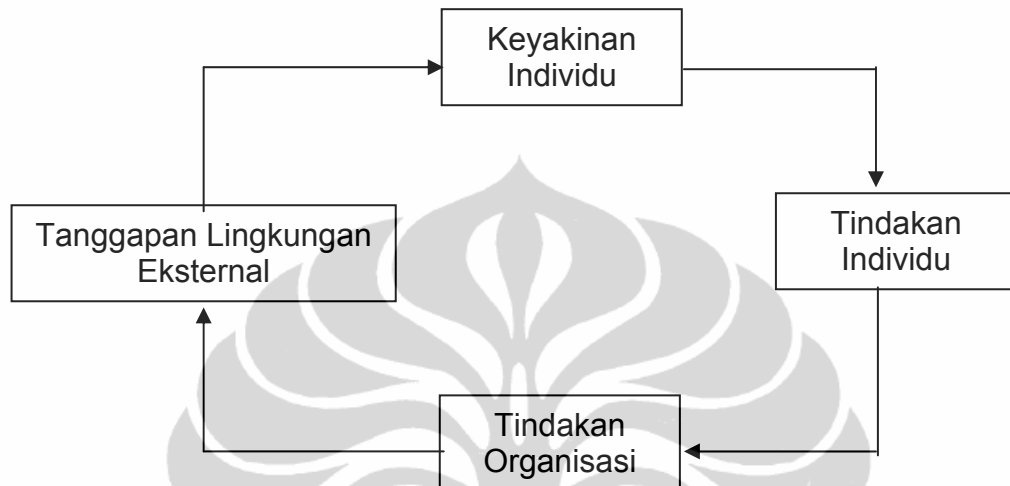 Keyakinan
Individu
Tanggapan Lingkungan
Eksternal
Tindakan
Individu
Tindakan
Organisasi